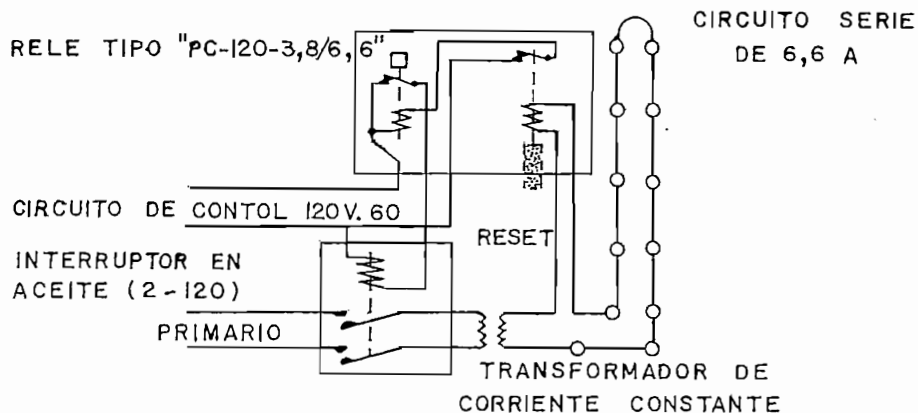 CIRCUITO SERIE
DE 6,6 A
RELE TIPO "PC-120-3,8/6,6"
CIRCUITO DE CONTOL 120V. 60
RESET
INTERRUPTOR EN
ACEITE (2-120)
PRIMARIO
TRANSFORMADOR DE
CORRIENTE CONSTANTE